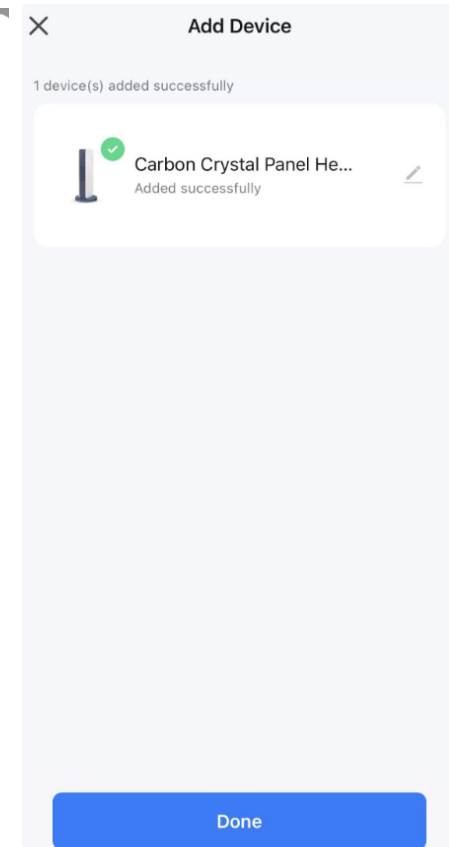 Add Device
1 device(s) added successfully
Carbon Crystal Panel He...
Added successfully
Done